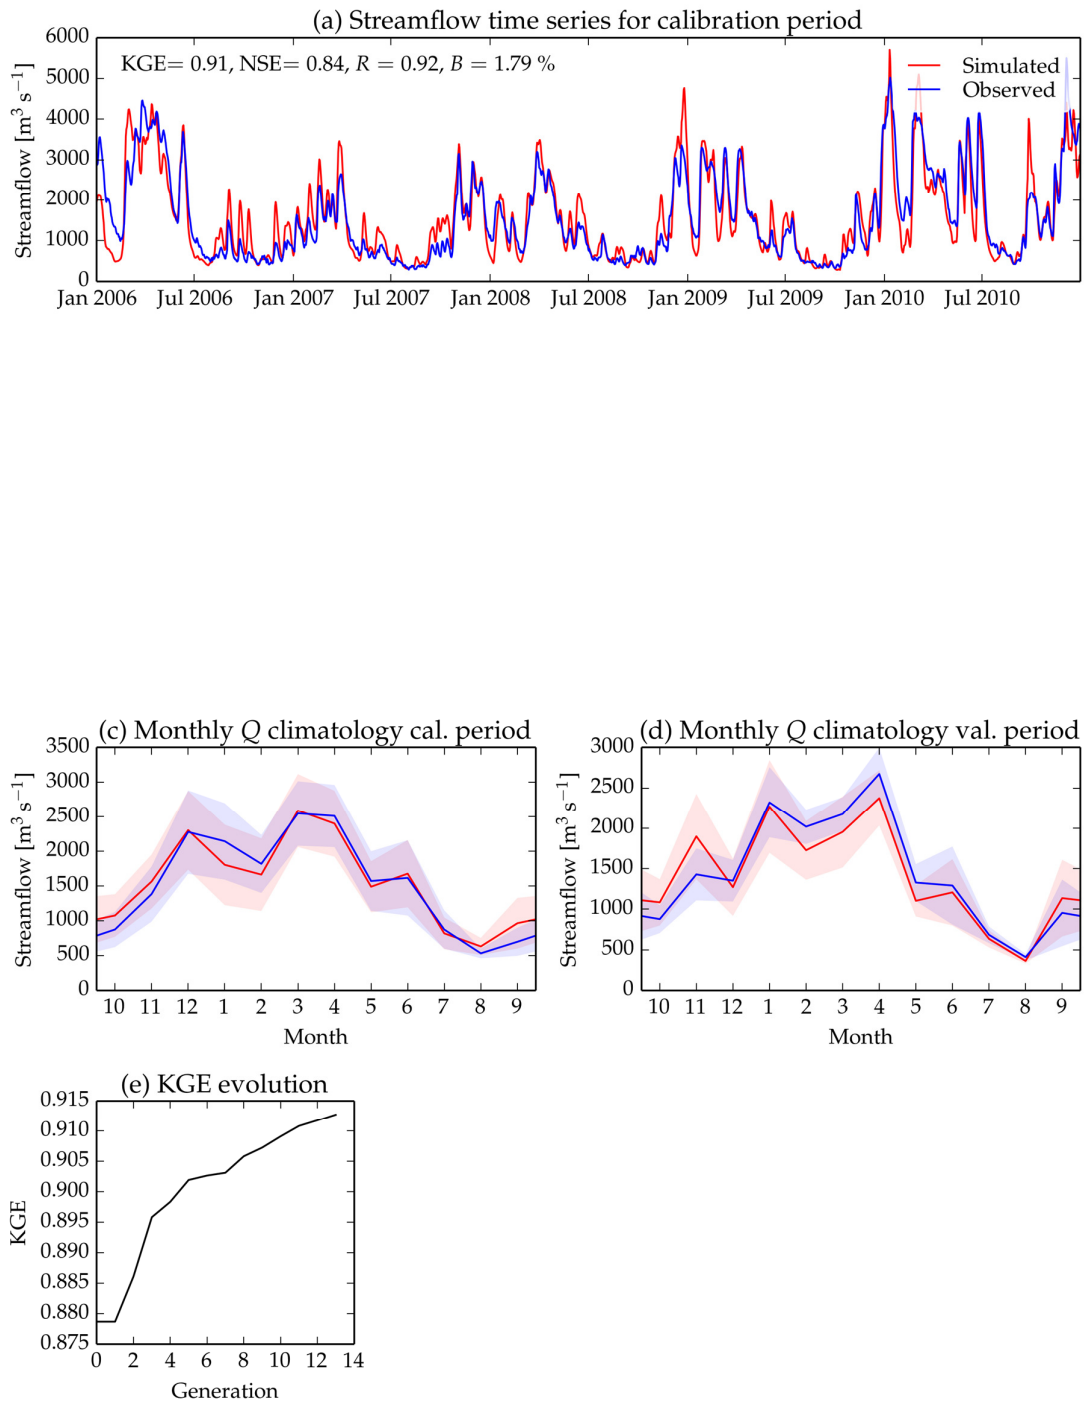 (a) Streamflow time series for calibration period
KGE= 0.91, NSE= 0.84, R = 0.92, B = 1.79 %
Simulated
Observed
Streamflow [m³ s⁻¹]
6000
5000
4000
3000
2000
1000
0
Jan 2006 Jul 2006 Jan 2007 Jul 2007 Jan 2008 Jul 2008 Jan 2009 Jul 2009 Jan 2010 Jul 2010
(c) Monthly Q climatology cal. period
Streamflow [m³ s⁻¹]
3500
3000
2500
2000
1500
1000
500
0
10 11 12 1 2 3 4 5 6 7 8 9
Month
(d) Monthly Q climatology val. period
Streamflow [m³ s⁻¹]
3000
2500
2000
1500
1000
500
0
10 11 12 1 2 3 4 5 6 7 8 9
Month
(e) KGE evolution
KGE
0.915
0.910
0.905
0.900
0.895
0.890
0.885
0.880
0.875
0 2 4 6 8 10 12 14
Generation